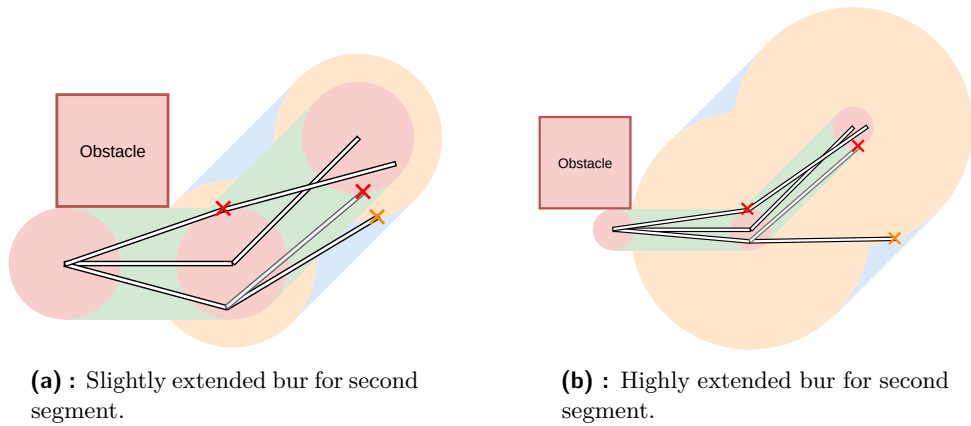 Obstacle
Obstacle
(a) : Slightly extended bur for second
segment.
(b) : Highly extended bur for second
segment.